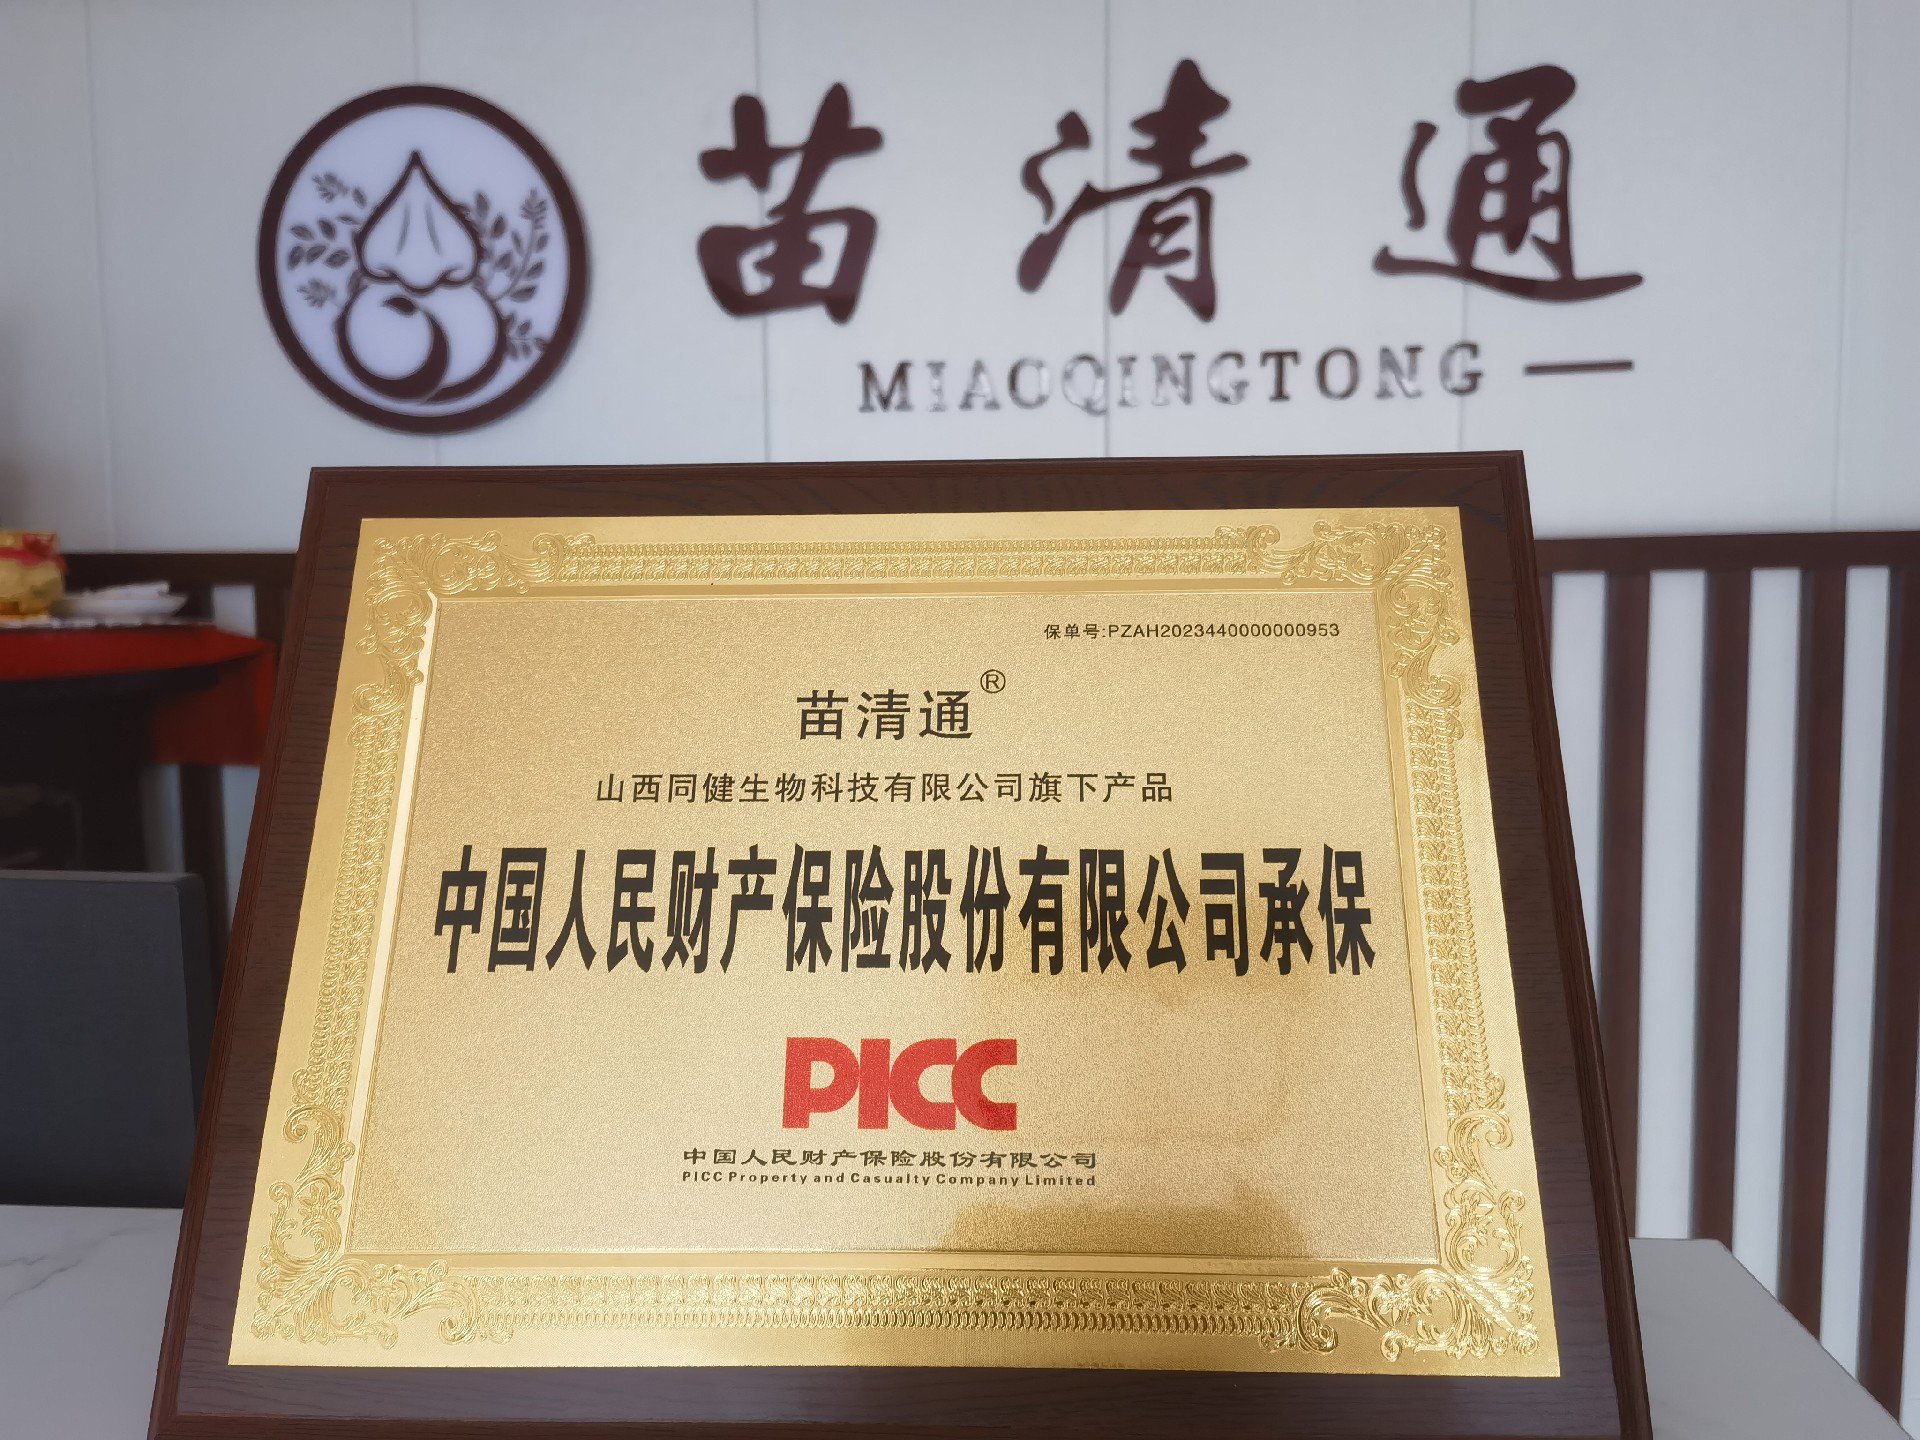 苗清通
MIAOQINGTONG
保单号:PZAH2023440000000953
苗清通®
山西同健生物科技有限公司旗下产品
中国人民财产保险股份有限公司承保
PICC
中国人民财产保险股份有限公司
PICC Property and Casualty Company Limited